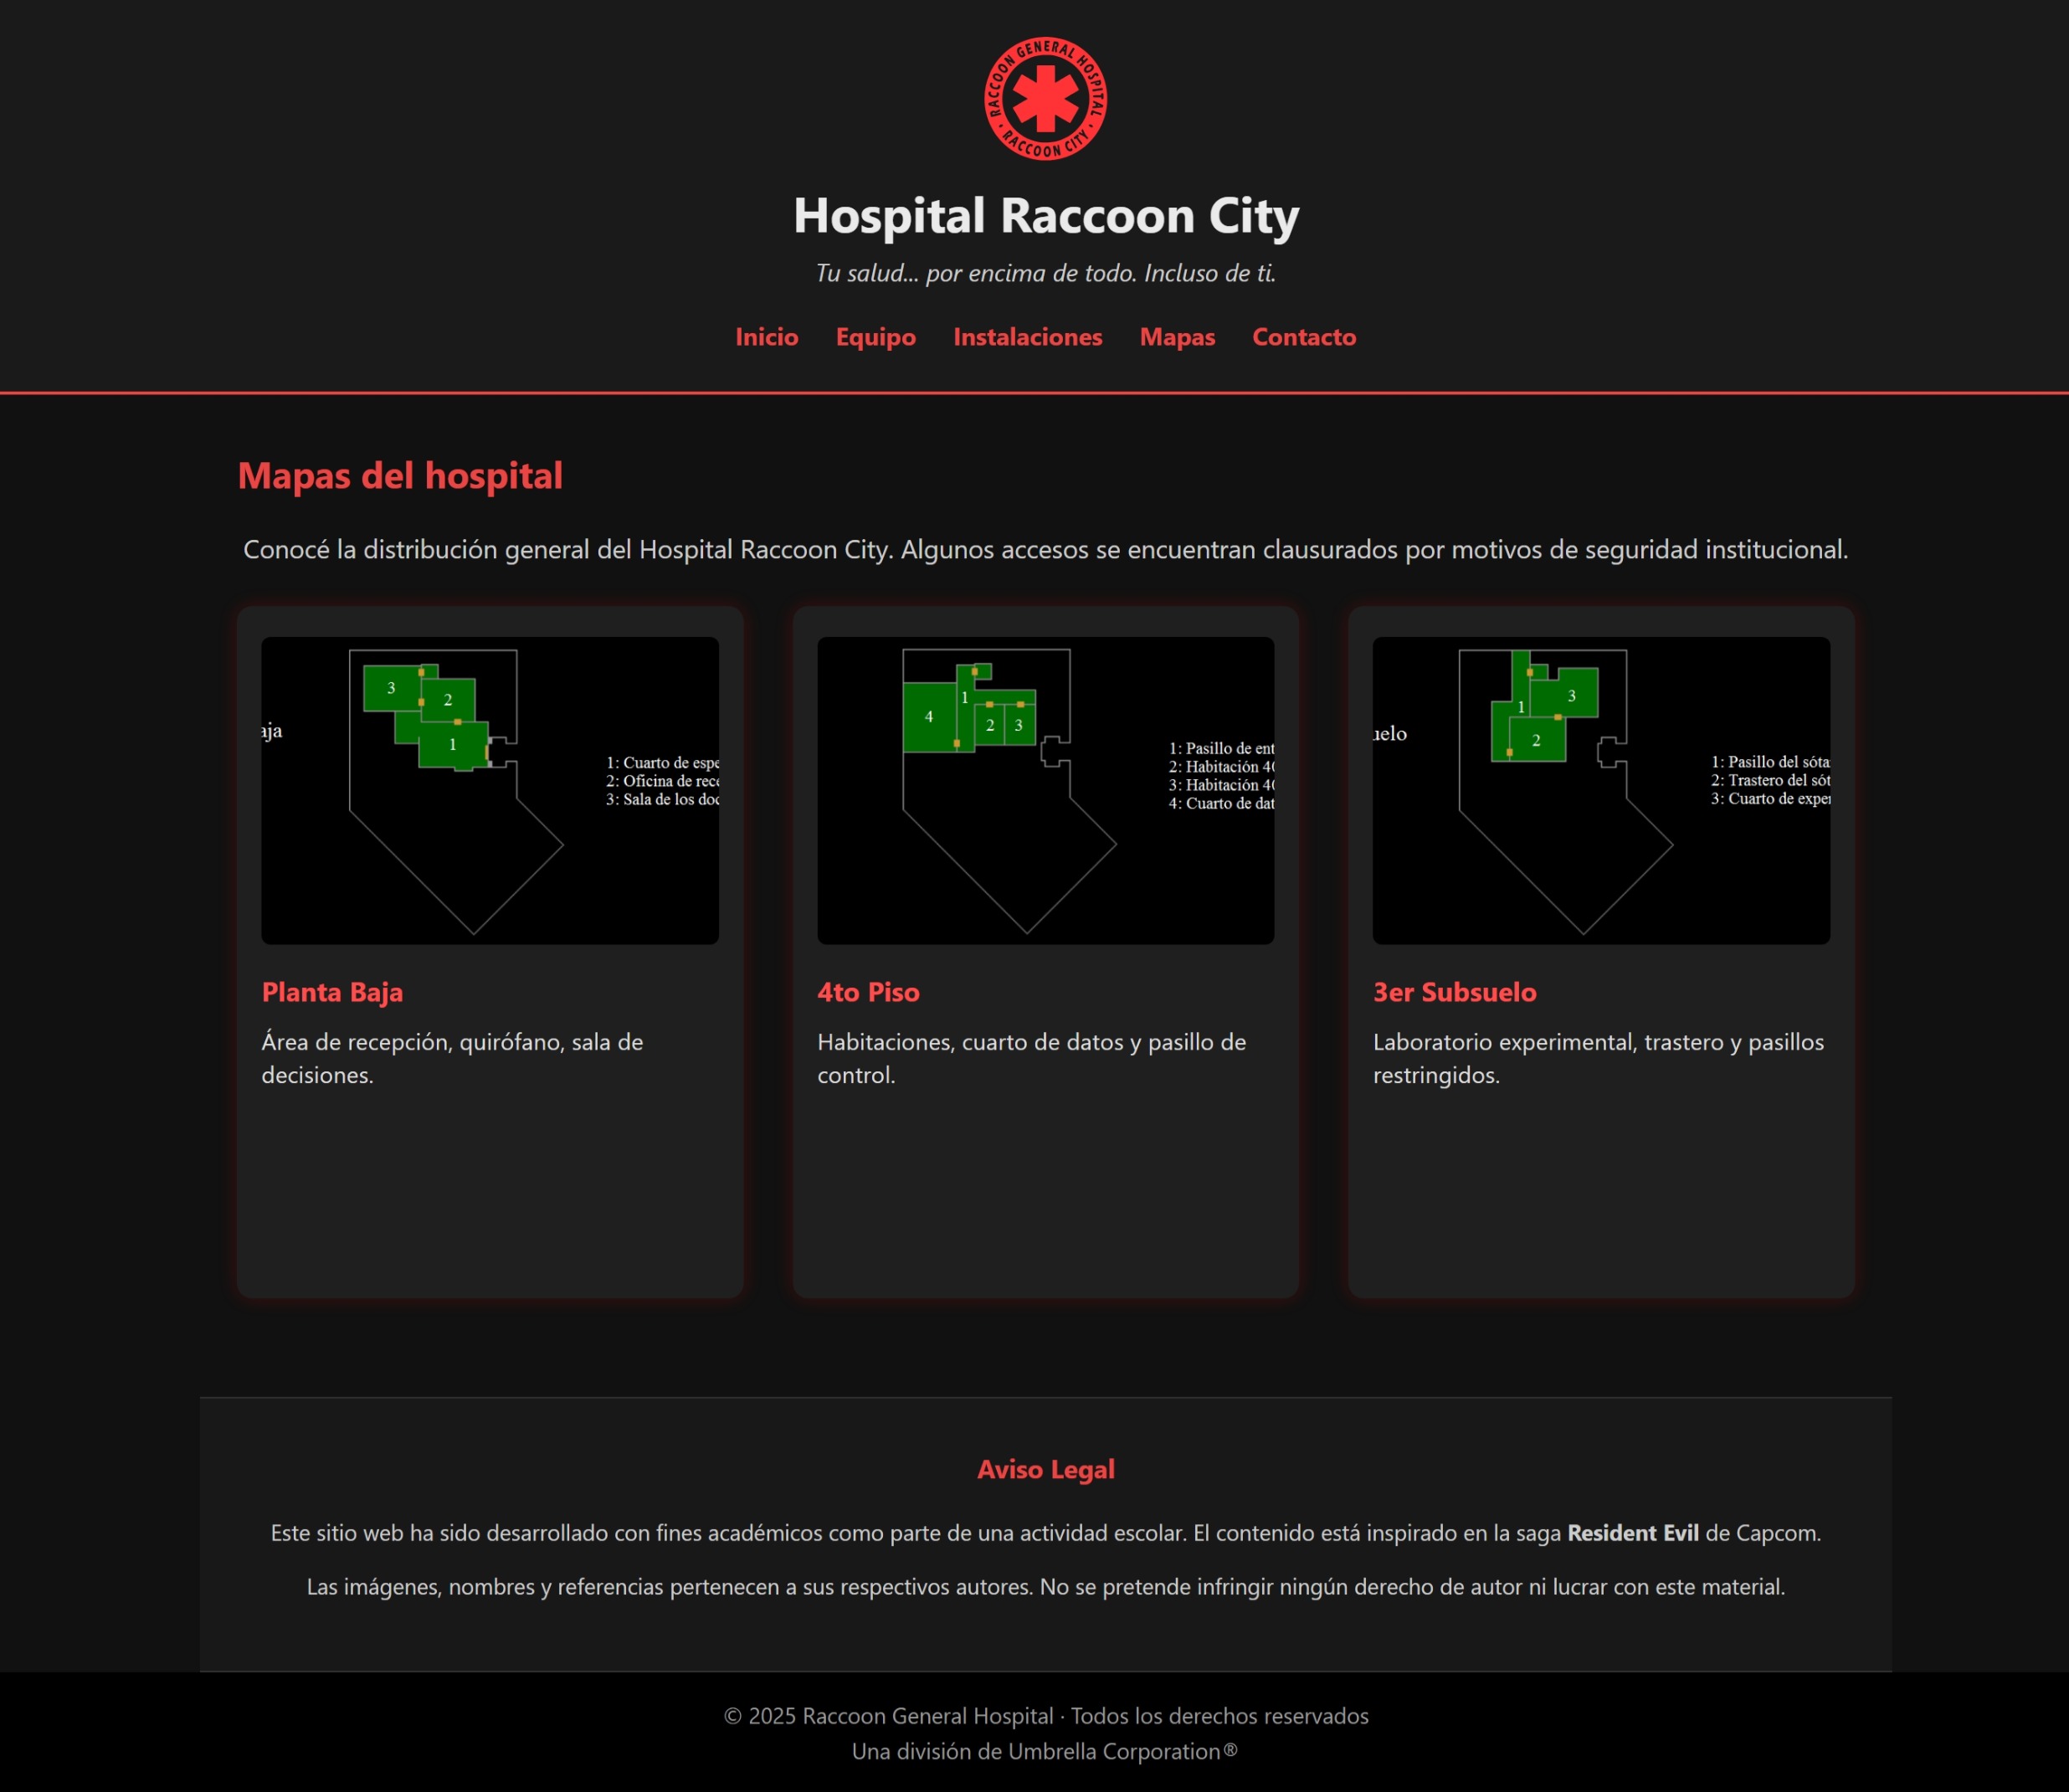 RACCOON GENERAL HOSPITAL
· RACCOON CITY ·
Hospital Raccoon City
Tu salud... por encima de todo. Incluso de ti.
Inicio Equipo Instalaciones Mapas Contacto
Mapas del hospital
Conocé la distribución general del Hospital Raccoon City. Algunos accesos se encuentran clausurados por motivos de seguridad institucional.
aja
3
2
1
1: Cuarto de espe
2: Oficina de rec
3: Sala de los doc
Planta Baja
Área de recepción, quirófano, sala de
decisiones.
1
4
2 3
1: Pasillo de ent
2: Habitación 40
3: Habitación 40
4: Cuarto de dat
4to Piso
Habitaciones, cuarto de datos y pasillo de
control.
uelo
3
1
2
1: Pasillo del sóta
2: Trastero del sót
3: Cuarto de exper
3er Subsuelo
Laboratorio experimental, trastero y pasillos
restringidos.
Aviso Legal
Este sitio web ha sido desarrollado con fines académicos como parte de una actividad escolar. El contenido está inspirado en la saga Resident Evil de Capcom.
Las imágenes, nombres y referencias pertenecen a sus respectivos autores. No se pretende infringir ningún derecho de autor ni lucrar con este material.
© 2025 Raccoon General Hospital · Todos los derechos reservados
Una división de Umbrella Corporation®